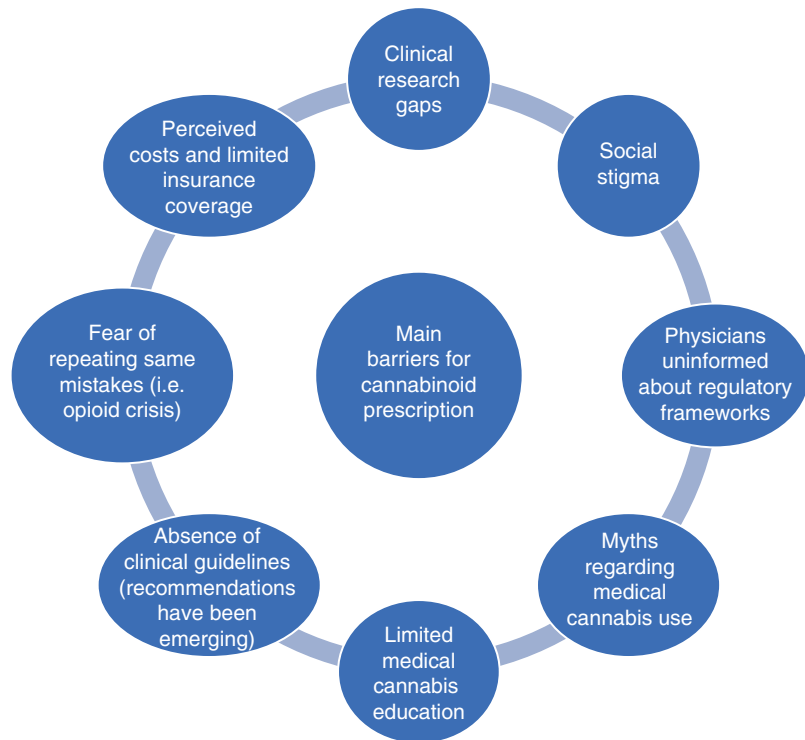 Clinical
research
gaps
Social
stigma
Physicians
uninformed
about regulatory
frameworks
Myths
regarding
medical
cannabis use
Limited
medical
cannabis
education
Absence of
clinical guidelines
(recommendations
have been
emerging)
Fear of
repeating same
mistakes (i.e.
opioid crisis)
Perceived
costs and limited
insurance
coverage
Main
barriers for
cannabinoid
prescription